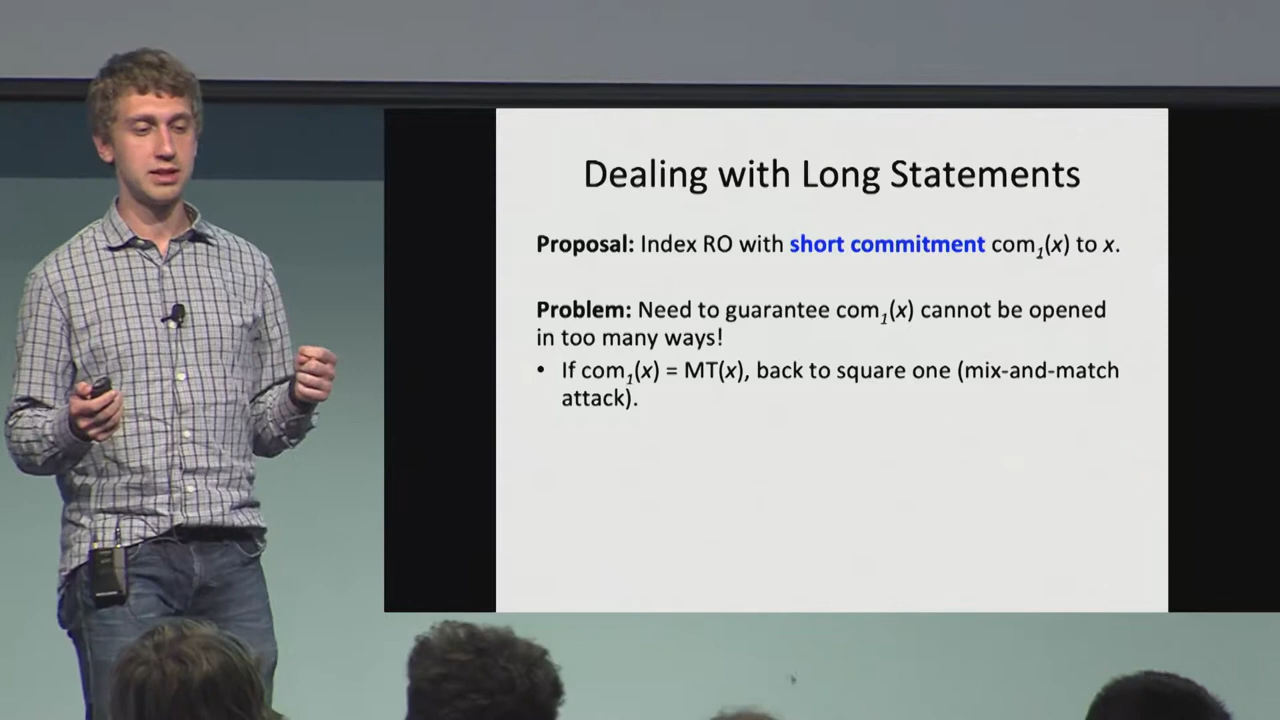 Dealing with Long Statements
Proposal: Index RO with short commitment com₁(x) to x.
Problem: Need to guarantee com₁(x) cannot be opened
in too many ways!
• If com₁(x) = MT(x), back to square one (mix-and-match
attack).